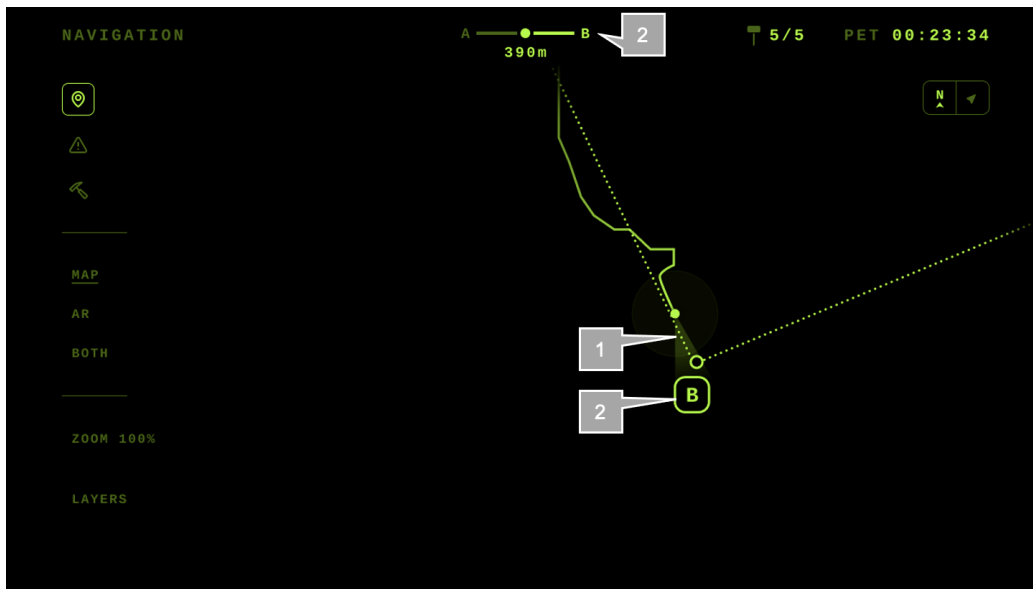 NAVIGATION
A B
390m
2
5/5
PET 00:23:34
N
MAP
AR
BOTH
1
B
2
ZOOM 100%
LAYERS